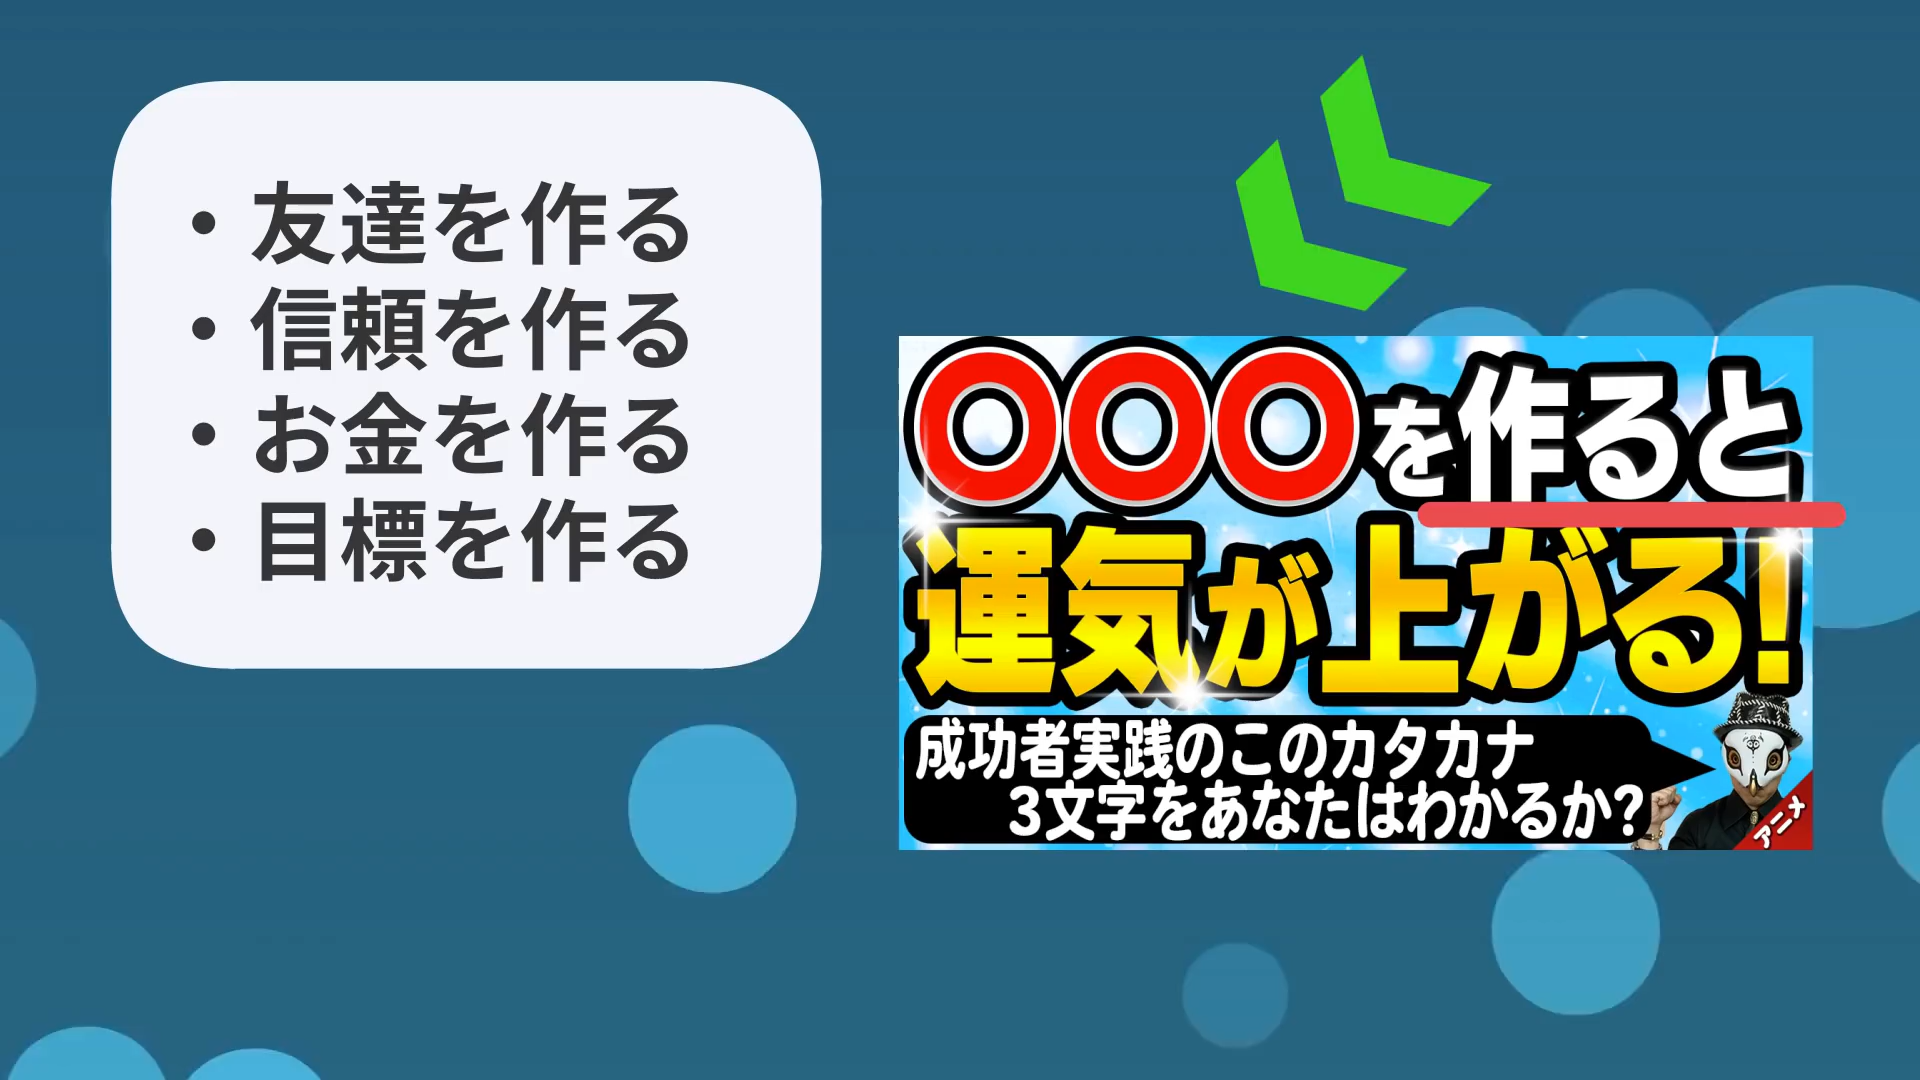 ・友達を作る
・信頼を作る
・お金を作る
・目標を作る
〇〇〇を作ると
運気が上がる!
成功者実践のこのカタカナ
3文字をあなたはわかるか?
アニメ